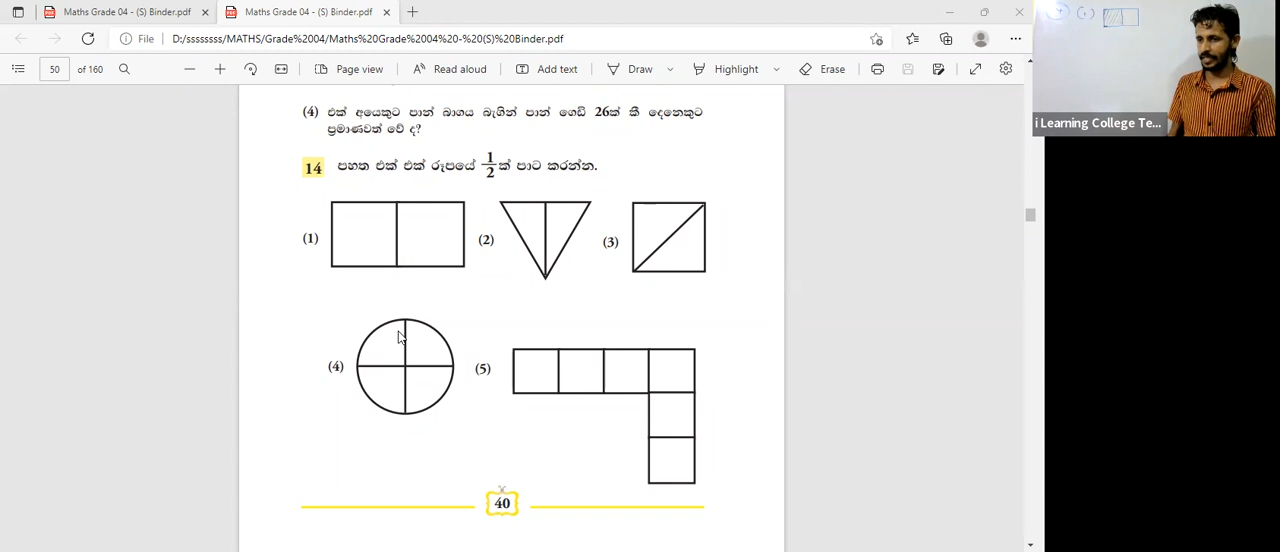 Maths Grade 04 - (S) Binder.pdf
Maths Grade 04 - (S) Binder.pdf
File
D:/ssssssss/MATHS/Grade%2004/Maths%20Grade%2004%20-%20(S)%20Binder.pdf
50 of 160
Page view
Read aloud
Add text
Draw
Highlight
Erase
i Learning College Te...
(4) එක් අයෙකුට පාන් බාගය බැගින් පාන් ගෙඩි 26ක් කී දෙනෙකුට
ප්‍රමාණවත් වේ ද?
14 පහත එක් එක් රූපයේ 1/2ක් පාට කරන්න.
(1) (2) (3)
(4) (5)
40